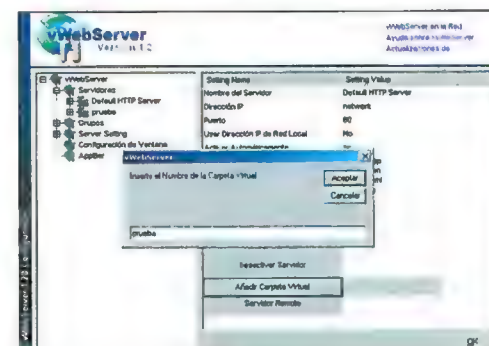 vWebServer
vWebServer en la Red
Actualizaciones de
vWebServer
Servidores
Default HTTP Server
prueba
Grupos
Server Setting
Configuración de Ventana
AppBar
Setting Name Setting Value
Nombre del Servidor Default HTTP Server
Dirección IP network
Puerto 80
User Dirección IP de Red Local No
vWebServer
Inserte el Nombre de la Carpeta Virtual
Aceptar
Cancelar
prueba
Desactivar Servidor
Añadir Carpeta Virtual
Servidor Remoto